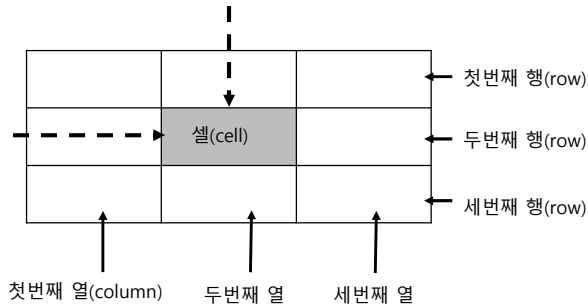 첫번째 행(row)
셀(cell)
두번째 행(row)
세번째 행(row)
첫번째 열(column)
두번째 열
세번째 열